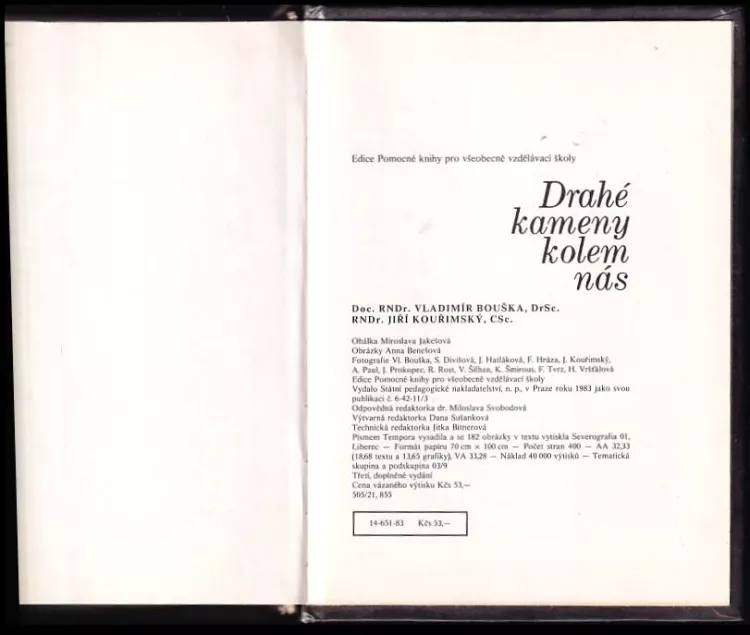 Edice Pomocné knihy pro všeobecně vzdělávací školy
Drahé
kameny
kolem
nás
Doc. RNDr. VLADIMÍR BOUŠKA, DrSc.
RNDr. JIŘÍ KOUŘIMSKÝ, CSc.
Obálka Miroslava Jakešová
Obrázky Anna Benešová
Fotografie Vl. Bouška, S. Divišová, J. Hatláková, F. Hráza, J. Kouřimský,
A. Paul, J. Prokopec, R. Rost, V. Šilhan, K. Šmirous, F. Tvrz, H. Vršťálová
Edice Pomocné knihy pro všeobecně vzdělávací školy
Vydalo Státní pedagogické nakladatelství, n. p., v Praze roku 1983 jako svou
publikaci č. 6-42-11/3
Odpovědná redaktorka dr. Miloslava Svobodová
Výtvarná redaktorka Dana Sušanková
Technická redaktorka Jitka Bitnerová
Písmem Tempora vysadila a se 182 obrázky v textu vytiskla Severografia 01,
Liberec — Formát papíru 70 cm × 100 cm — Počet stran 400 — AA 32,33
(18,68 textu a 13,65 grafiky), VA 33,28 — Náklad 40 000 výtisků — Tematická
skupina a podskupina 03/9
Třetí, doplněné vydání
Cena vázaného výtisku Kčs 53,—
505/21, 855
14-651-83 Kčs 53,—